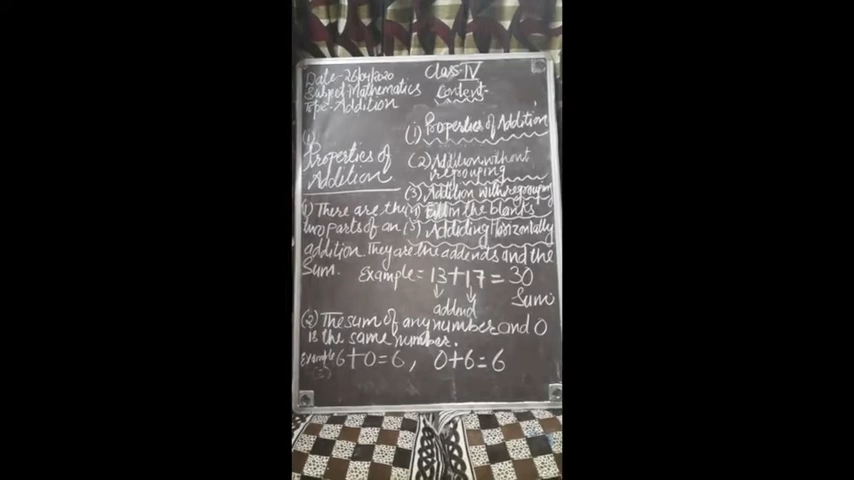 Date- 26/04/2020
Subject Mathematics
Topic- Addition
Class IV
Content-
(1) Properties of Addition
(2) Addition without
regrouping
(3) Addition with regrouping
(4) Fill in the blanks
(5) Addiding Horizontally
(1)
Properties of
Addition
(1) There are
two parts of an
addition. They are the addends and the
Sum.
Example = 13+17 = 30
addend
Sum
(2) The sum of any number and 0
is the same number.
Example 6+0=6, 0+6=6